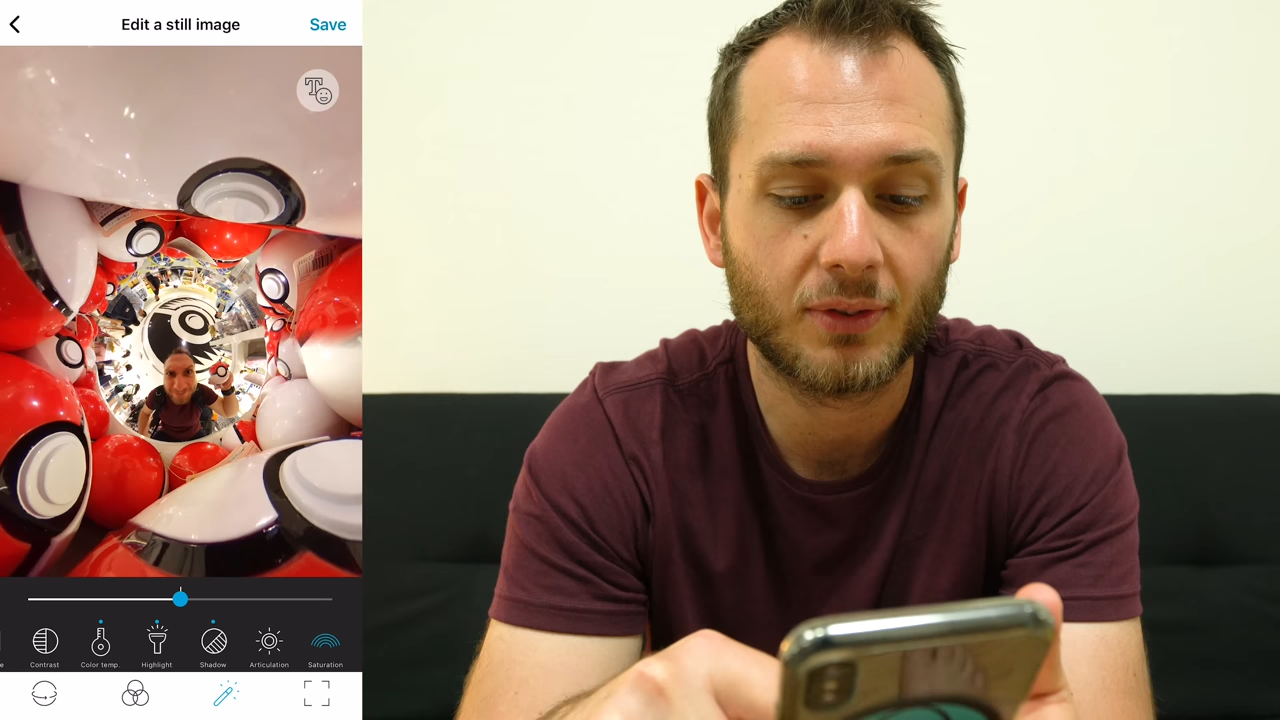 Edit a still image
Save
T
e
Contrast
Color temp.
Highlight
Shadow
Articulation
Saturation